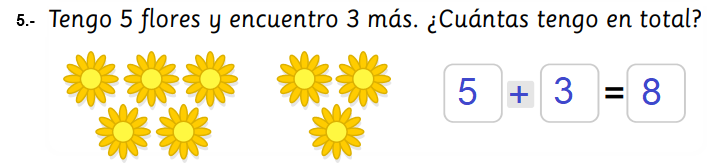 5.- Tengo 5 flores y encuentro 3 más. ¿Cuántas tengo en total?
5 + 3 = 8